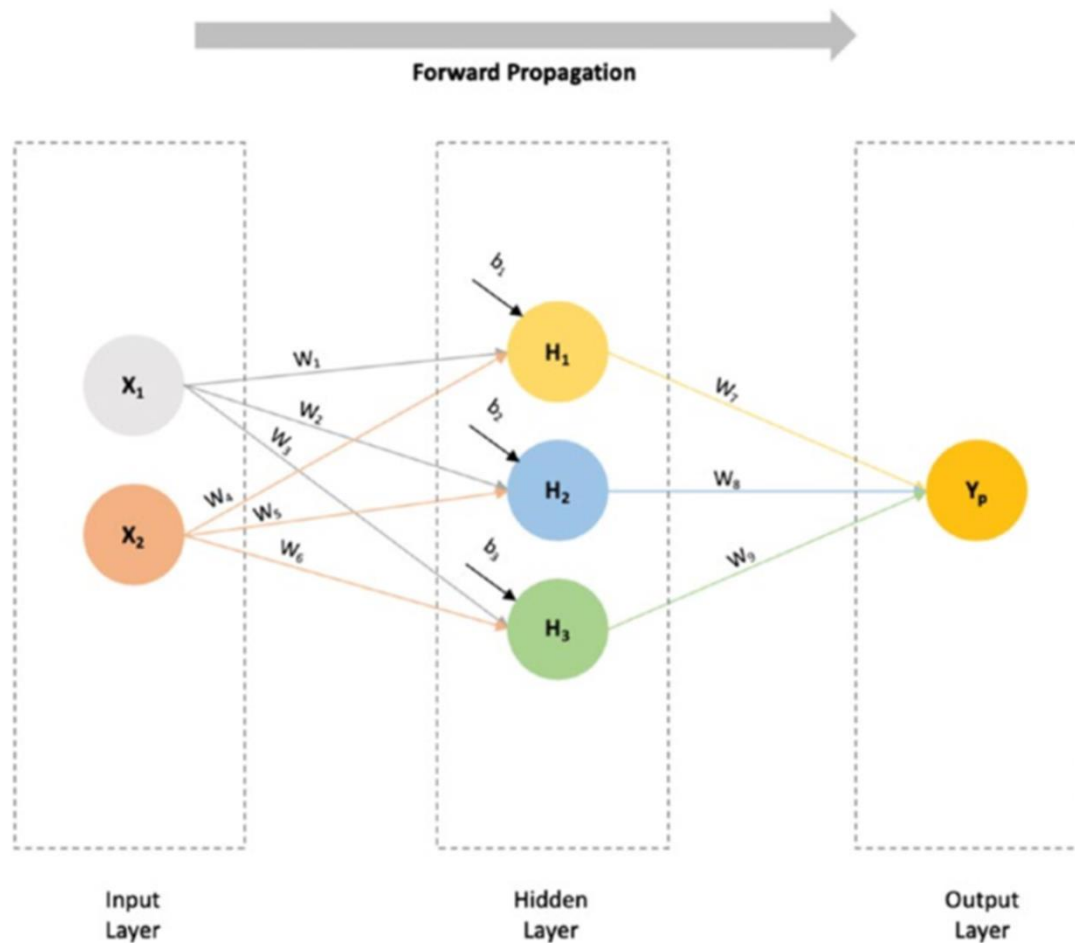 Forward Propagation
b₁
W₁
H₁
X₁
W₇
W₂
b₂
W₃
H₂
W₈
Yₚ
W₄
W₅
X₂
W₆
b₃
W₉
H₃
Input
Layer
Hidden
Layer
Output
Layer